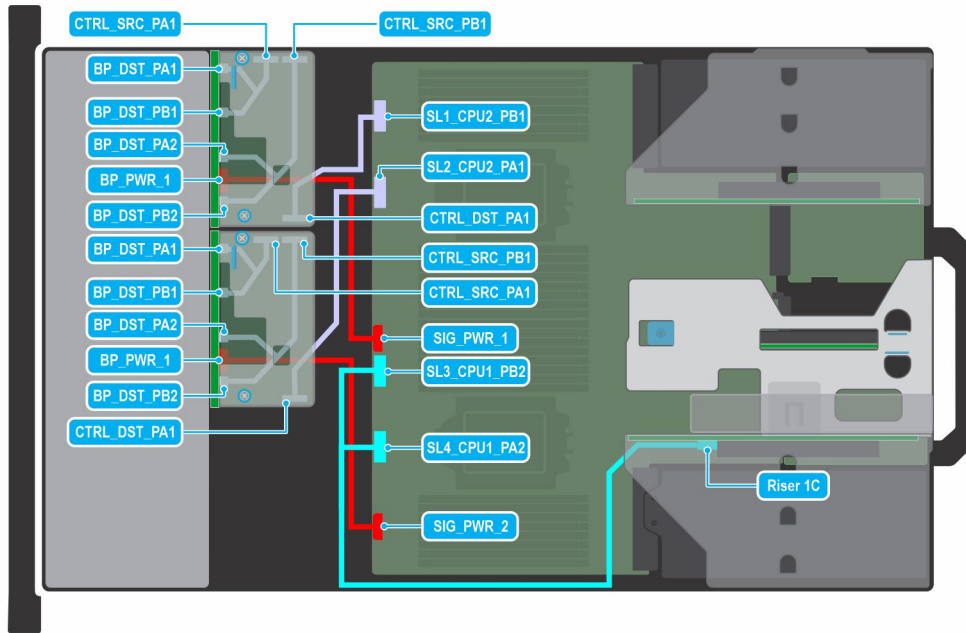 CTRL_SRC_PA1
CTRL_SRC_PB1
BP_DST_PA1
BP_DST_PB1
BP_DST_PA2
BP_PWR_1
BP_DST_PB2
BP_DST_PA1
BP_DST_PB1
BP_DST_PA2
BP_PWR_1
BP_DST_PB2
CTRL_DST_PA1
SL1_CPU2_PB1
SL2_CPU2_PA1
CTRL_DST_PA1
CTRL_SRC_PB1
CTRL_SRC_PA1
SIG_PWR_1
SL3_CPU1_PB2
SL4_CPU1_PA2
SIG_PWR_2
Riser 1C